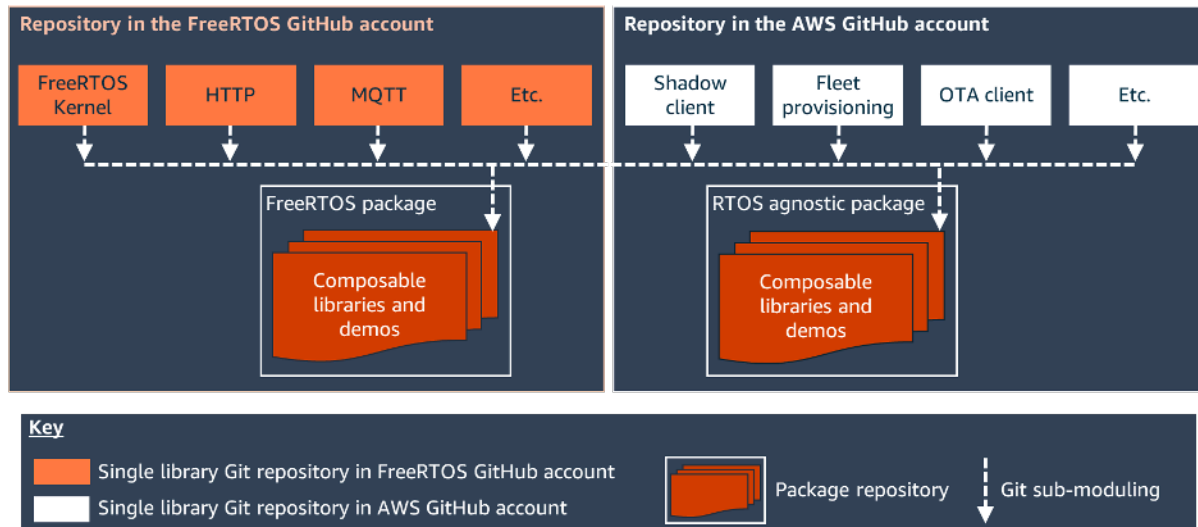 Repository in the FreeRTOS GitHub account
Repository in the AWS GitHub account
FreeRTOS
Kernel
HTTP
MQTT
Etc.
Shadow
client
Fleet
provisioning
OTA client
Etc.
FreeRTOS package
Composable
libraries and
demos
RTOS agnostic package
Composable
libraries and
demos
Key
Single library Git repository in FreeRTOS GitHub account
Single library Git repository in AWS GitHub account
Package repository
Git sub-moduling